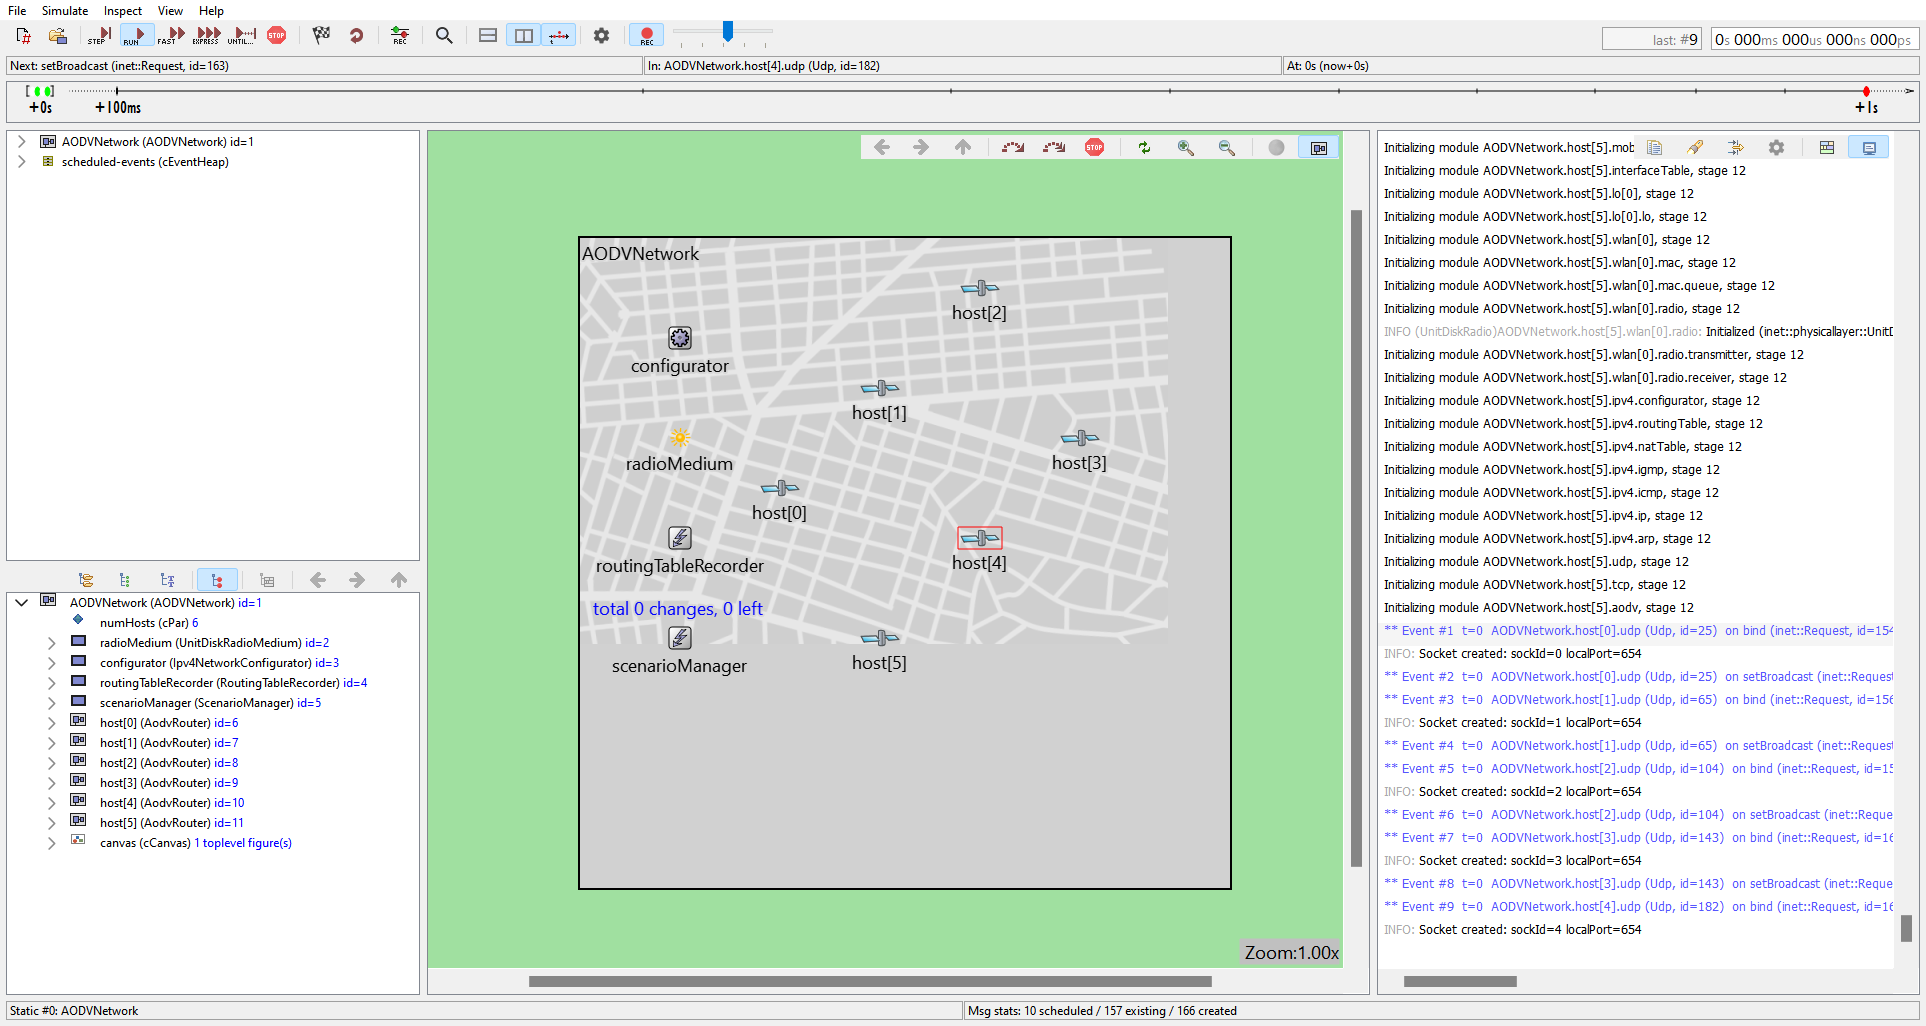 File Simulate Inspect View Help
STEP RUN FAST EXPRESS UNTIL... STOP REC REC
last: #9 0s 000ms 000us 000ns 000ps
Next: setBroadcast (inet::Request, id=163) In: AODVNetwork.host[4].udp (Udp, id=182) At: 0s (now+0s)
+0s +100ms +1s
AODVNetwork (AODVNetwork) id=1
scheduled-events (cEventHeap)
AODVNetwork (AODVNetwork) id=1
numHosts (cPar) 6
radioMedium (UnitDiskRadioMedium) id=2
configurator (Ipv4NetworkConfigurator) id=3
routingTableRecorder (RoutingTableRecorder) id=4
scenarioManager (ScenarioManager) id=5
host[0] (AodvRouter) id=6
host[1] (AodvRouter) id=7
host[2] (AodvRouter) id=8
host[3] (AodvRouter) id=9
host[4] (AodvRouter) id=10
host[5] (AodvRouter) id=11
canvas (cCanvas) 1 toplevel figure(s)
STOP
AODVNetwork
host[2]
configurator
host[1]
radioMedium
host[3]
host[0]
host[4]
routingTableRecorder
total 0 changes, 0 left
host[5]
scenarioManager
Zoom:1.00x
Initializing module AODVNetwork.host[5].mob
Initializing module AODVNetwork.host[5].interfaceTable, stage 12
Initializing module AODVNetwork.host[5].lo[0], stage 12
Initializing module AODVNetwork.host[5].lo[0].lo, stage 12
Initializing module AODVNetwork.host[5].wlan[0], stage 12
Initializing module AODVNetwork.host[5].wlan[0].mac, stage 12
Initializing module AODVNetwork.host[5].wlan[0].mac.queue, stage 12
Initializing module AODVNetwork.host[5].wlan[0].radio, stage 12
INFO (UnitDiskRadio)AODVNetwork.host[5].wlan[0].radio: Initialized (inet::physicallayer::UnitD
Initializing module AODVNetwork.host[5].wlan[0].radio.transmitter, stage 12
Initializing module AODVNetwork.host[5].wlan[0].radio.receiver, stage 12
Initializing module AODVNetwork.host[5].ipv4.configurator, stage 12
Initializing module AODVNetwork.host[5].ipv4.routingTable, stage 12
Initializing module AODVNetwork.host[5].ipv4.natTable, stage 12
Initializing module AODVNetwork.host[5].ipv4.igmp, stage 12
Initializing module AODVNetwork.host[5].ipv4.icmp, stage 12
Initializing module AODVNetwork.host[5].ipv4.ip, stage 12
Initializing module AODVNetwork.host[5].ipv4.arp, stage 12
Initializing module AODVNetwork.host[5].udp, stage 12
Initializing module AODVNetwork.host[5].tcp, stage 12
Initializing module AODVNetwork.host[5].aodv, stage 12
** Event #1 t=0 AODVNetwork.host[0].udp (Udp, id=25) on bind (inet::Request, id=154
INFO: Socket created: sockId=0 localPort=654
** Event #2 t=0 AODVNetwork.host[0].udp (Udp, id=25) on setBroadcast (inet::Request
** Event #3 t=0 AODVNetwork.host[1].udp (Udp, id=65) on bind (inet::Request, id=156
INFO: Socket created: sockId=1 localPort=654
** Event #4 t=0 AODVNetwork.host[1].udp (Udp, id=65) on setBroadcast (inet::Request
** Event #5 t=0 AODVNetwork.host[2].udp (Udp, id=104) on bind (inet::Request, id=15
INFO: Socket created: sockId=2 localPort=654
** Event #6 t=0 AODVNetwork.host[2].udp (Udp, id=104) on setBroadcast (inet::Reque
** Event #7 t=0 AODVNetwork.host[3].udp (Udp, id=143) on bind (inet::Request, id=16
INFO: Socket created: sockId=3 localPort=654
** Event #8 t=0 AODVNetwork.host[3].udp (Udp, id=143) on setBroadcast (inet::Reque
** Event #9 t=0 AODVNetwork.host[4].udp (Udp, id=182) on bind (inet::Request, id=16
INFO: Socket created: sockId=4 localPort=654
Static #0: AODVNetwork Msg stats: 10 scheduled / 157 existing / 166 created